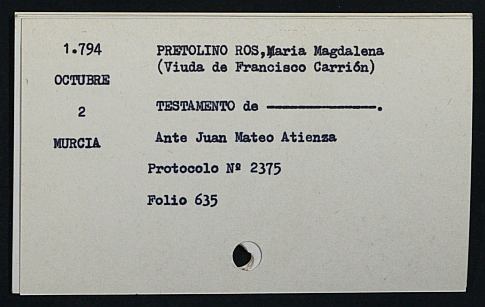 1.794
OCTUBRE
2
MURCIA
PRETOLINO ROS, Maria Magdalena
(Viuda de Francisco Carrión)
TESTAMENTO de ---------------.
Ante Juan Mateo Atienza
Protocolo Nº 2375
Folio 635